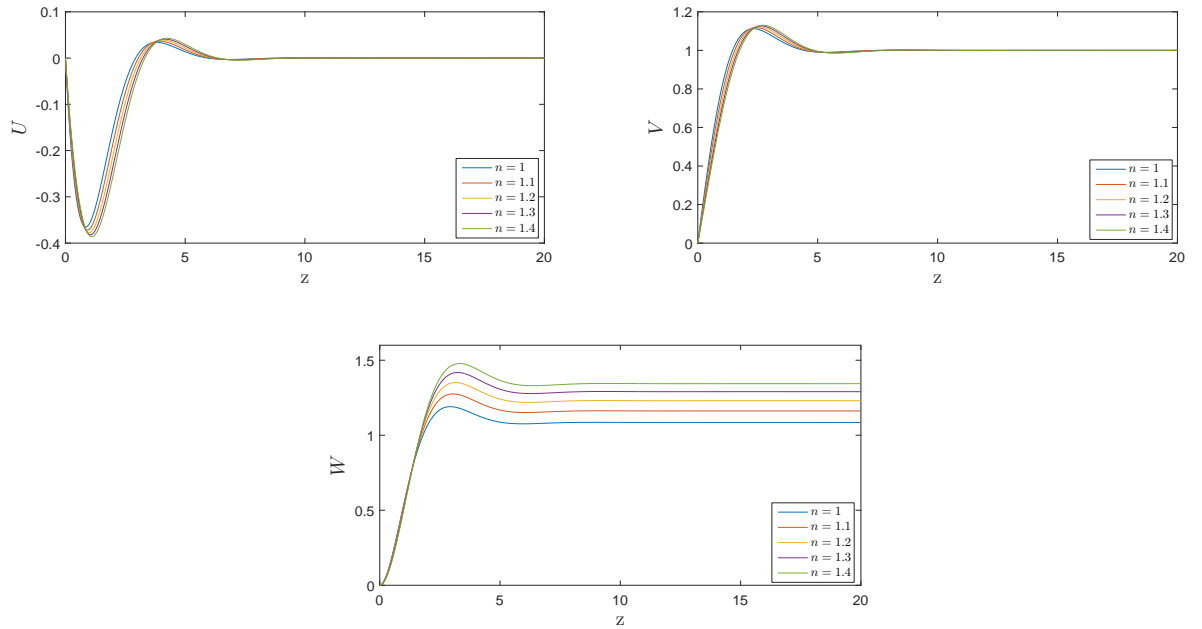 0.1
0
-0.1
-0.2
-0.3
-0.4
U
0 5 10 15 20
z
n = 1
n = 1.1
n = 1.2
n = 1.3
n = 1.4
1.2
1
0.8
0.6
0.4
0.2
0
V
0 5 10 15 20
z
n = 1
n = 1.1
n = 1.2
n = 1.3
n = 1.4
1.5
1
0.5
0
W
0 5 10 15 20
z
n = 1
n = 1.1
n = 1.2
n = 1.3
n = 1.4